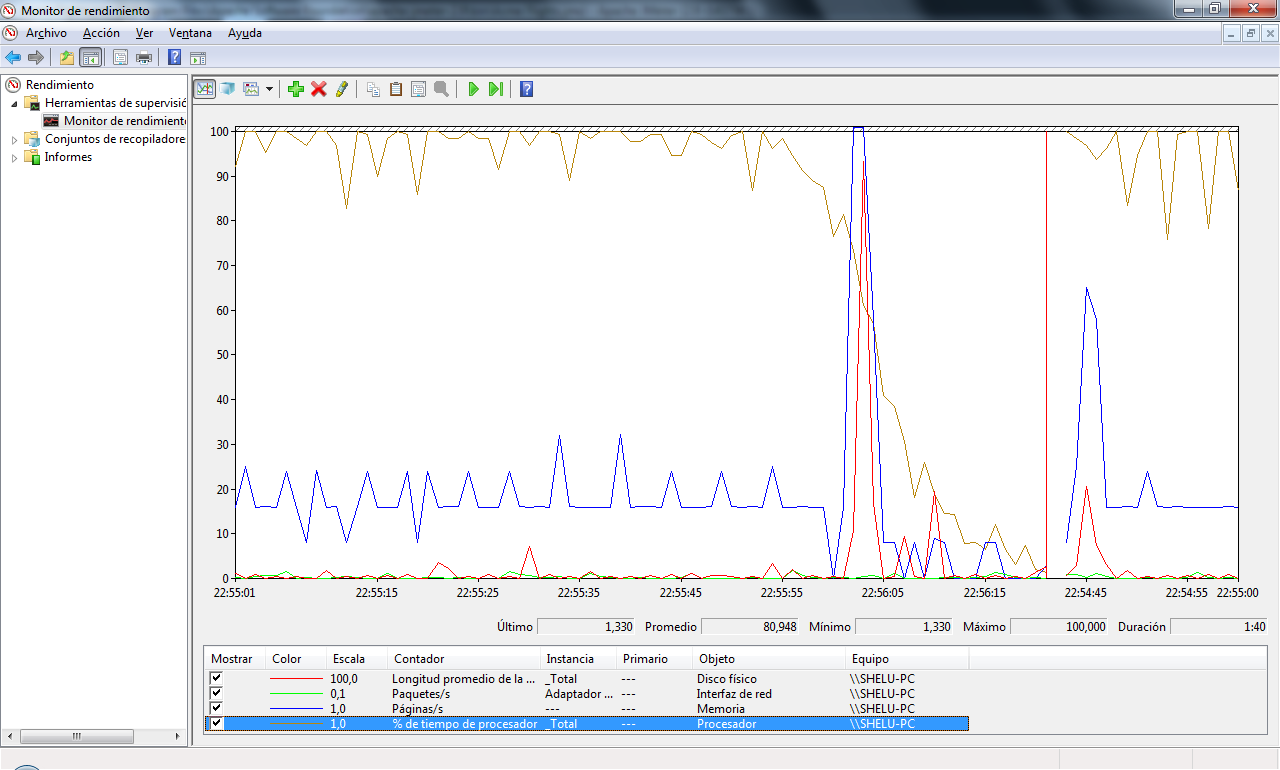 Monitor de rendimiento
Archivo Acción Ver Ventana Ayuda
Rendimiento
Herramientas de supervisió
Monitor de rendimiento
Conjuntos de recopiladore
Informes
100
90
80
70
60
50
40
30
20
10
0
22:55:01 22:55:15 22:55:25 22:55:35 22:55:45 22:55:55 22:56:05 22:56:15 22:54:45 22:54:55 22:55:00
Último 1,330 Promedio 80,948 Mínimo 1,330 Máximo 100,000 Duración 1:40
Mostrar Color Escala Contador Instancia Primario Objeto Equipo
100,0 Longitud promedio de la ... _Total --- Disco físico \\SHELU-PC
0,1 Paquetes/s Adaptador ... --- Interfaz de red \\SHELU-PC
1,0 Páginas/s --- --- Memoria \\SHELU-PC
1,0 % de tiempo de procesador _Total --- Procesador \\SHELU-PC